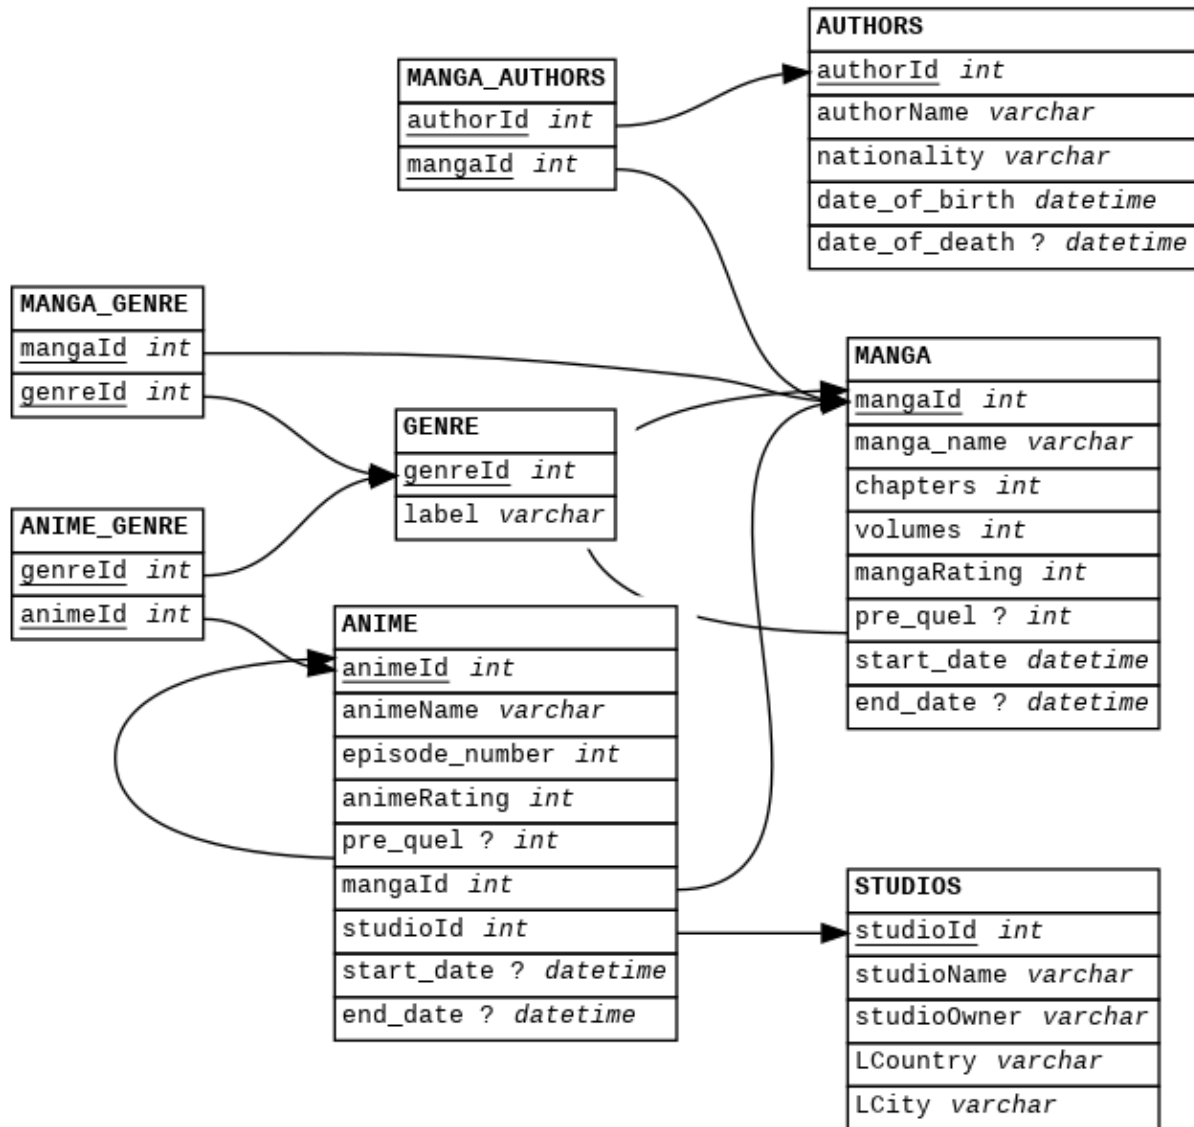 AUTHORS
authorId int
authorName varchar
nationality varchar
date_of_birth datetime
date_of_death ? datetime
MANGA_AUTHORS
authorId int
mangaId int
MANGA_GENRE
mangaId int
genreId int
GENRE
genreId int
label varchar
MANGA
mangaId int
manga_name varchar
chapters int
volumes int
mangaRating int
pre_quel ? int
start_date datetime
end_date ? datetime
ANIME_GENRE
genreId int
animeId int
ANIME
animeId int
animeName varchar
episode_number int
animeRating int
pre_quel ? int
mangaId int
studioId int
start_date ? datetime
end_date ? datetime
STUDIOS
studioId int
studioName varchar
studioOwner varchar
LCountry varchar
LCity varchar